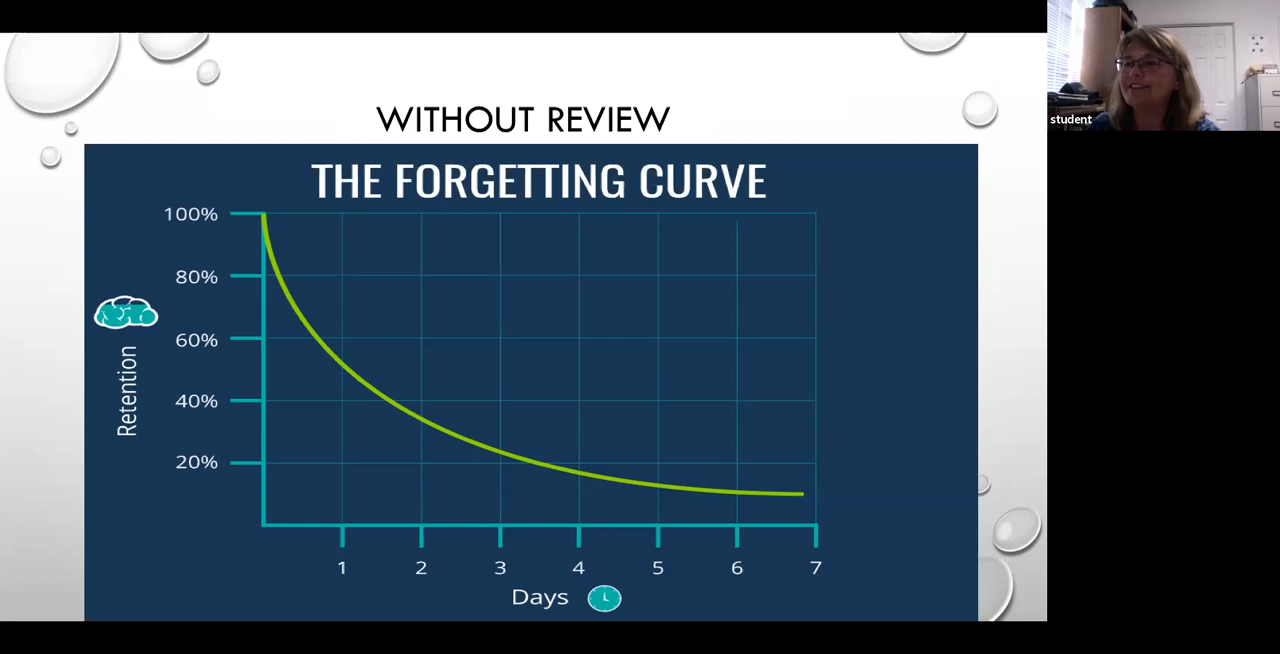 WITHOUT REVIEW
student
THE FORGETTING CURVE
100%
80%
60%
40%
20%
Retention
1 2 3 4 5 6 7
Days